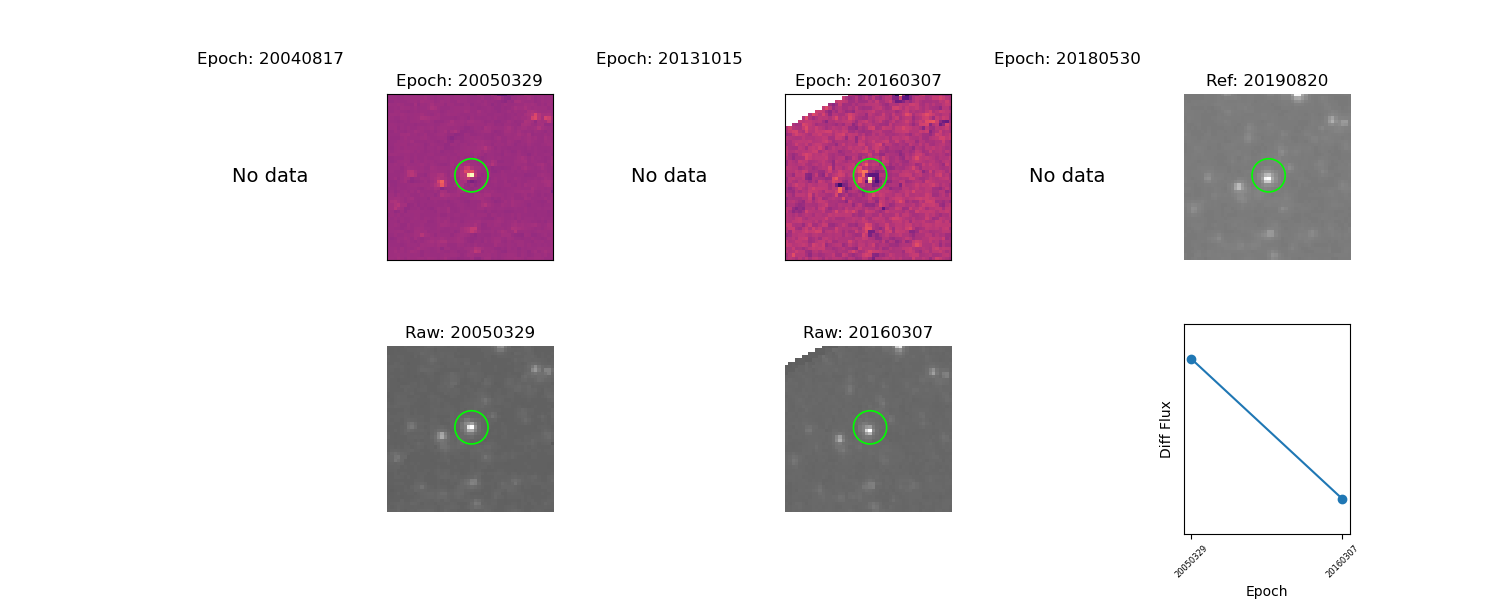 Epoch: 20040817
Epoch: 20131015
Epoch: 20180530
Epoch: 20050329
Epoch: 20160307
Ref: 20190820
No data
No data
No data
Raw: 20050329
Raw: 20160307
Diff Flux
20050329
20160307
Epoch